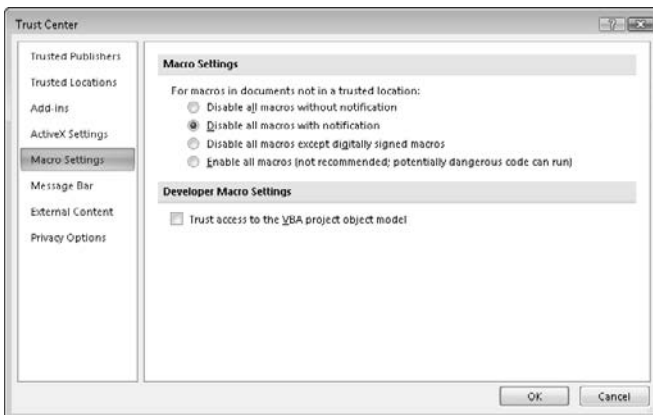 Trust Center
Trusted Publishers
Trusted Locations
Add-ins
ActiveX Settings
Macro Settings
Message Bar
External Content
Privacy Options
Macro Settings
For macros in documents not in a trusted location:
Disable all macros without notification
Disable all macros with notification
Disable all macros except digitally signed macros
Enable all macros (not recommended; potentially dangerous code can run)
Developer Macro Settings
Trust access to the VBA project object model
OK Cancel